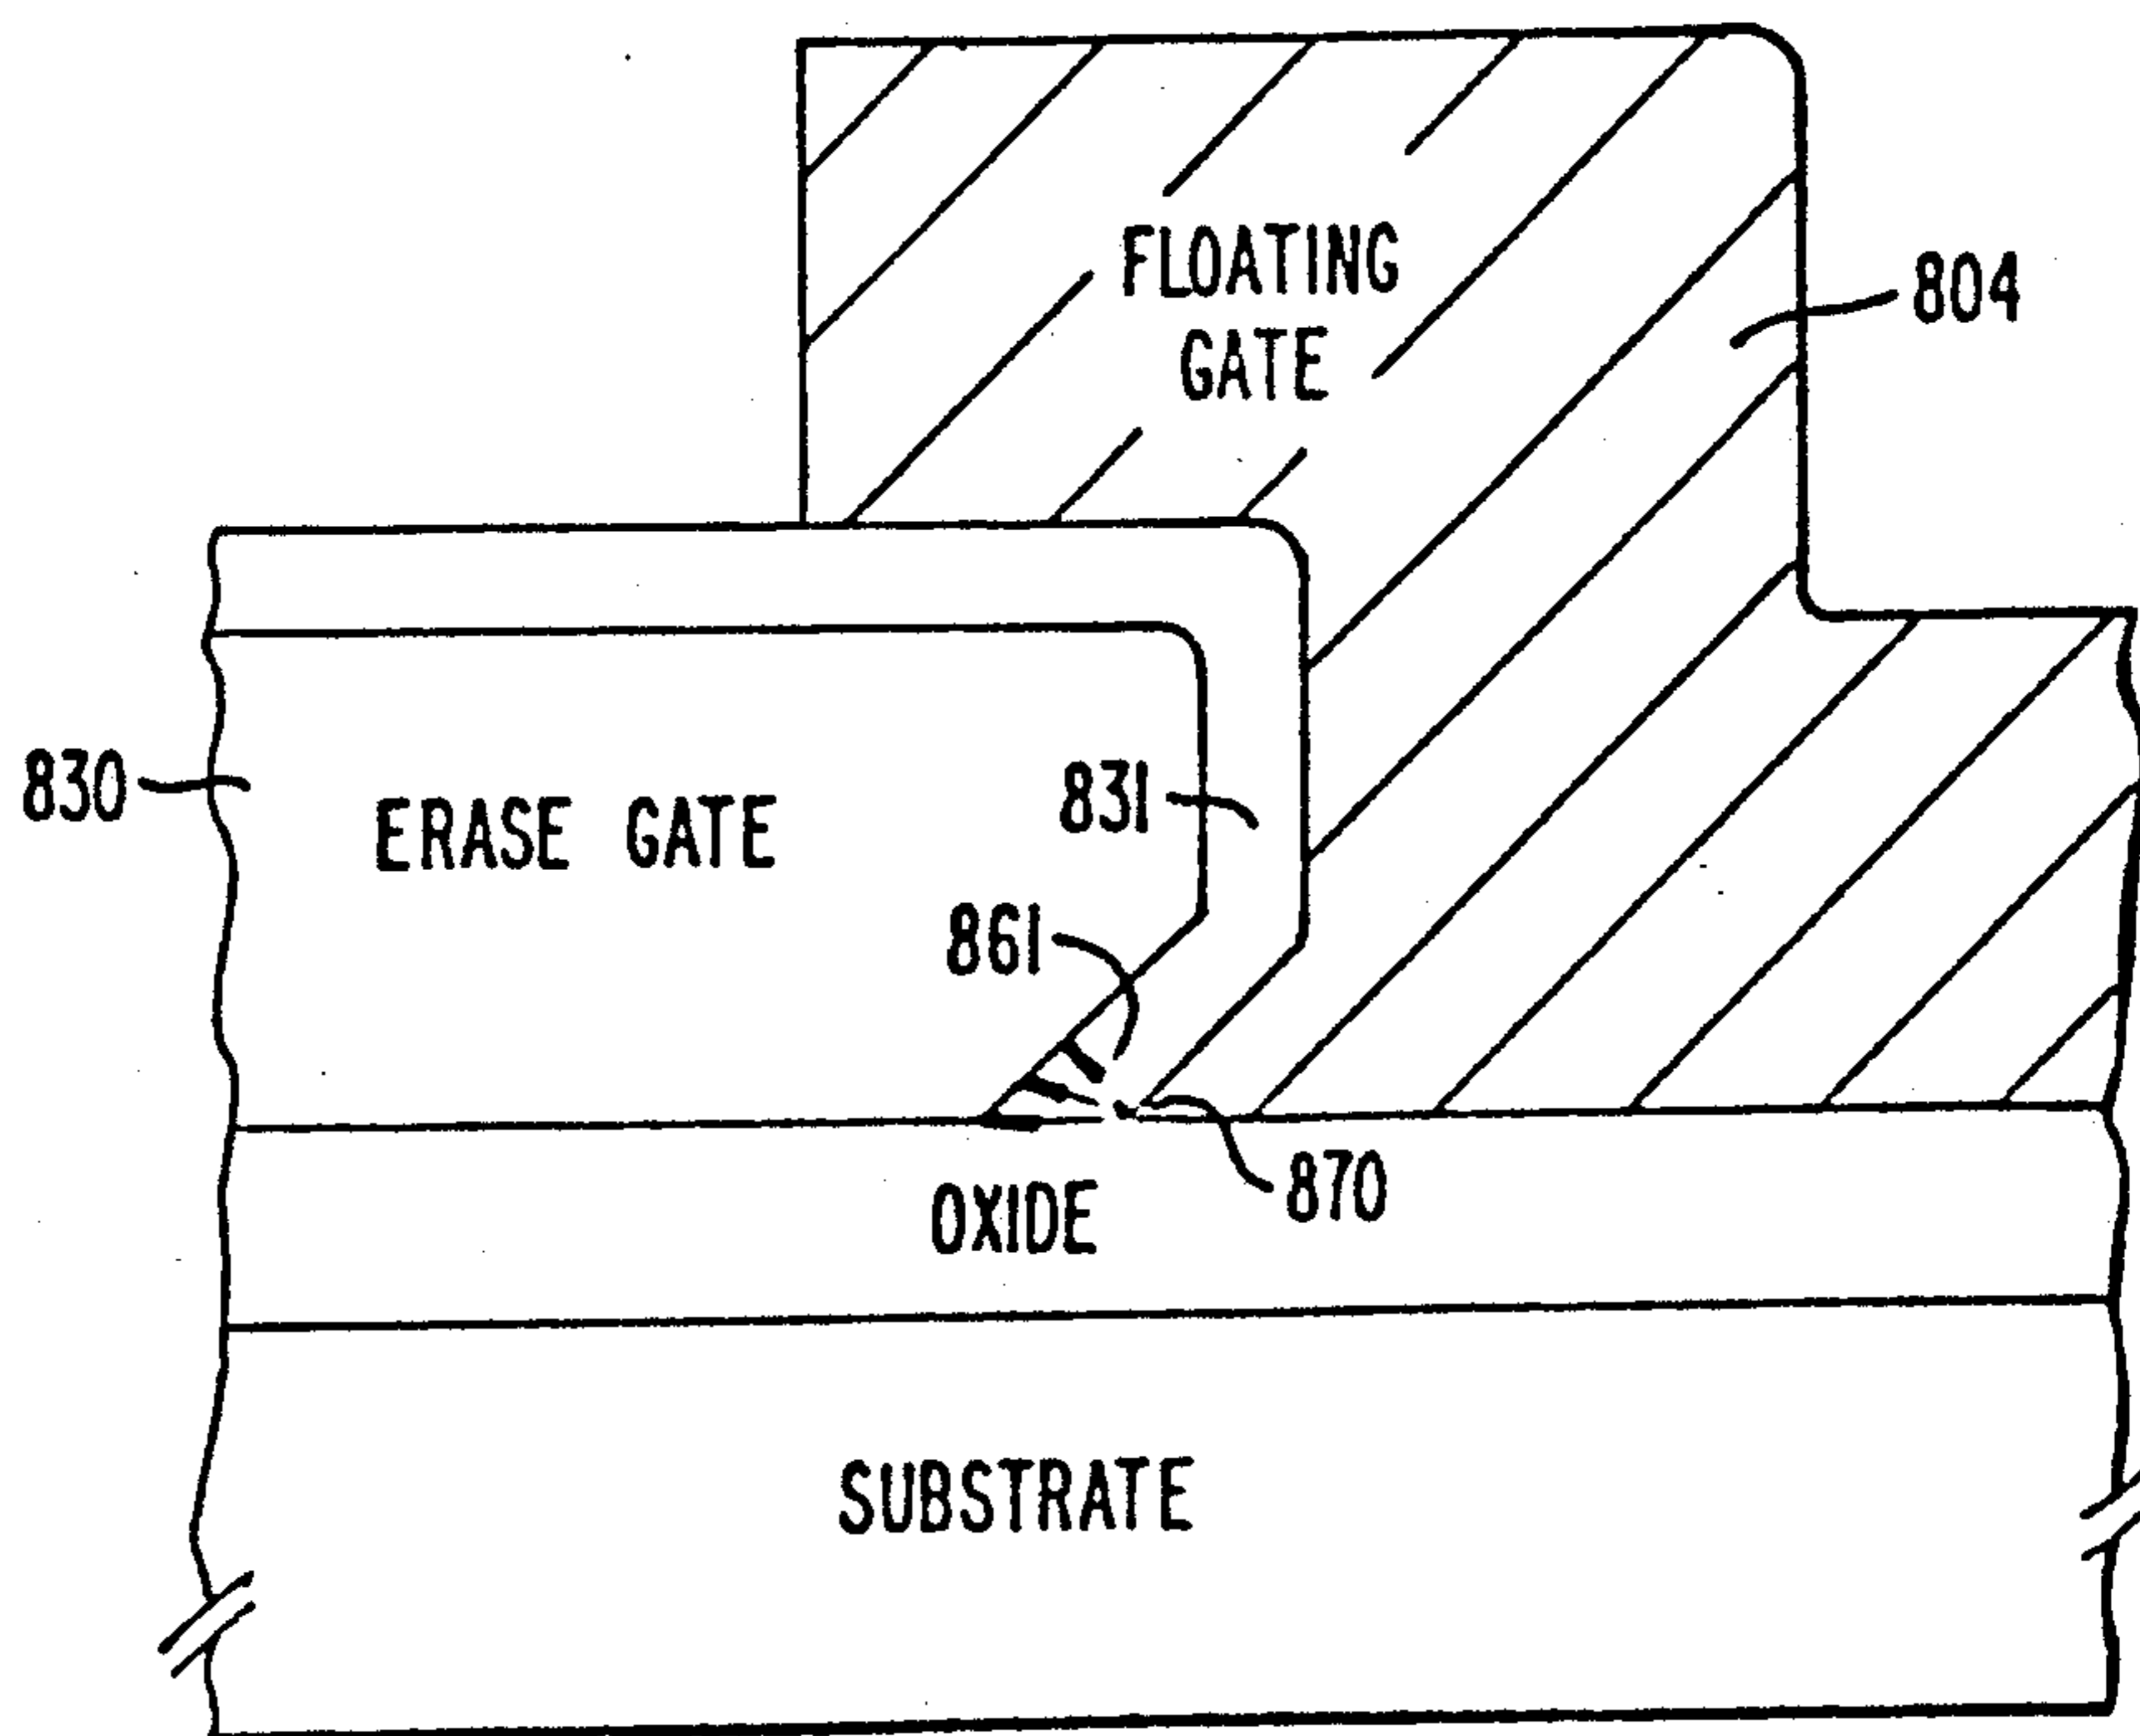 FLOATING
GATE
804
830
ERASE GATE
831
861
870
OXIDE
SUBSTRATE